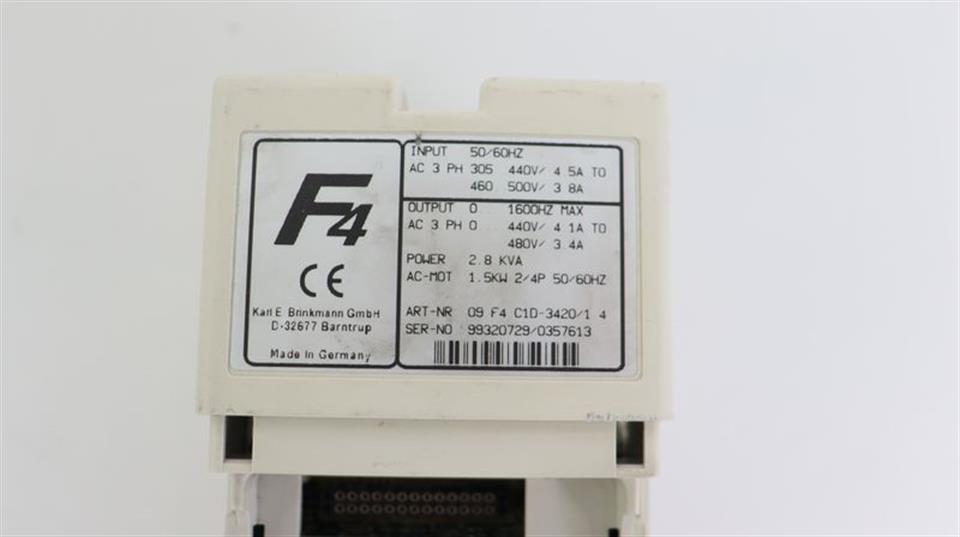 F4
CE
Karl E. Brinkmann GmbH
D-32677 Barntrup
Made in Germany
INPUT 50/60HZ
AC 3 PH 305 440V/ 4.5A TO
460 500V/ 3.8A
OUTPUT 0 1600HZ MAX
AC 3 PH 0 440V/ 4.1A TO
480V/ 3.4A
POWER 2.8 KVA
AC-MOT 1.5KW 2/4P 50/60HZ
ART-NR 09 F4 C1D-3420/1 4
SER-NO 99320729/0357613